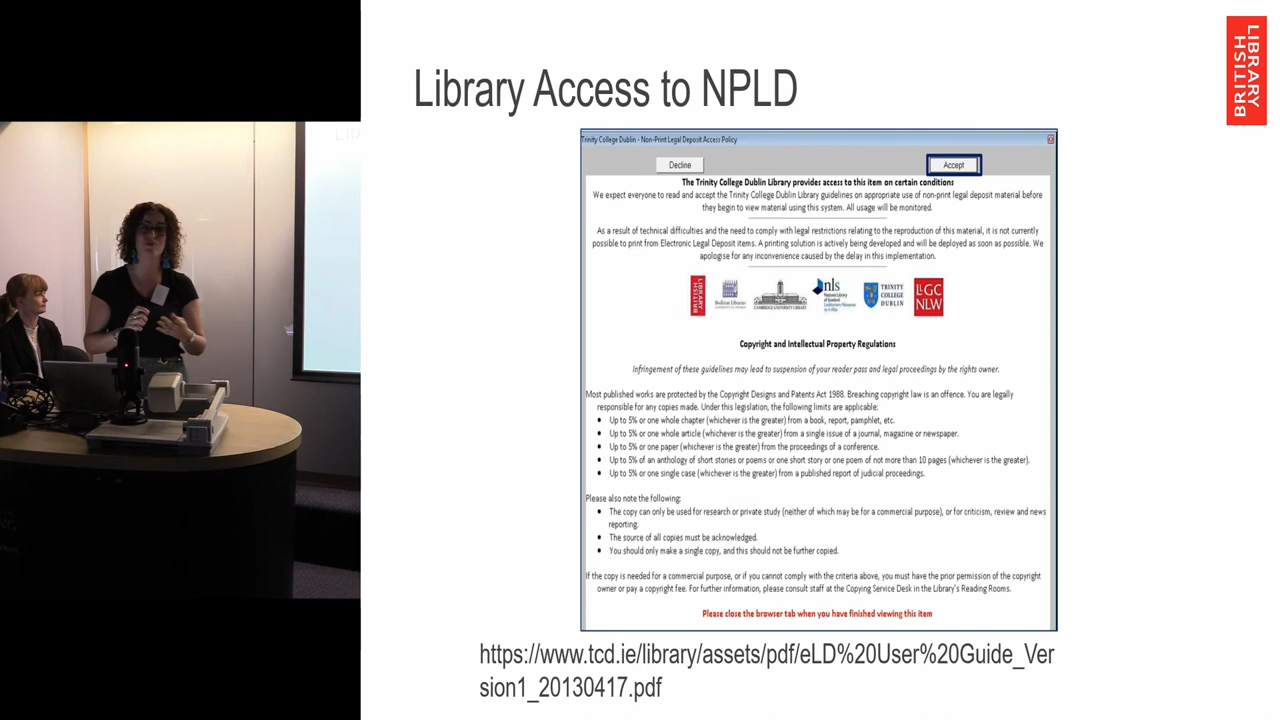 Library Access to NPLD
LIBRARY
BRITISH
Trinity College Dublin - Non-Print Legal Deposit Access Policy
Decline
Accept
The Trinity College Dublin Library provides access to this item on certain conditions
We expect everyone to read and accept the Trinity College Dublin Library guidelines on appropriate use of non-print legal deposit material before
they begin to view material using this system. All usage will be monitored.
As a result of technical difficulties and the need to comply with legal restrictions relating to the reproduction of this material, it is not currently
possible to print from Electronic Legal Deposit items. A printing solution is actively being developed and will be deployed as soon as possible. We
apologise for any inconvenience caused by the delay in this implementation.
BRITISH LIBRARY
Bodleian Libraries
CAMBRIDGE UNIVERSITY LIBRARY
nls
National Library
of Scotland
TRINITY
COLLEGE
DUBLIN
LlGC
NLW
Copyright and Intellectual Property Regulations
Infringement of these guidelines may lead to suspension of your reader pass and legal proceedings by the rights owner.
Most published works are protected by the Copyright Designs and Patents Act 1988. Breaching copyright law is an offence. You are legally
responsible for any copies made. Under this legislation, the following limits are applicable:
• Up to 5% or one whole chapter (whichever is the greater) from a book, report, pamphlet, etc.
• Up to 5% or one whole article (whichever is the greater) from a single issue of a journal, magazine or newspaper.
• Up to 5% or one paper (whichever is the greater) from the proceedings of a conference.
• Up to 5% of an anthology of short stories or poems or one short story or one poem of not more than 10 pages (whichever is the greater).
• Up to 5% or one single case (whichever is the greater) from a published report of judicial proceedings.
Please also note the following:
• The copy can only be used for research or private study (neither of which may be for a commercial purpose), or for criticism, review and news
reporting.
• The source of all copies must be acknowledged.
• You should only make a single copy, and this should not be further copied.
If the copy is needed for a commercial purpose, or if you cannot comply with the criteria above, you must have the prior permission of the copyright
owner or pay a copyright fee. For further information, please consult staff at the Copying Service Desk in the Library's Reading Rooms.
Please close the browser tab when you have finished viewing this item
https://www.tcd.ie/library/assets/pdf/eLD%20User%20Guide_Ver
sion1_20130417.pdf